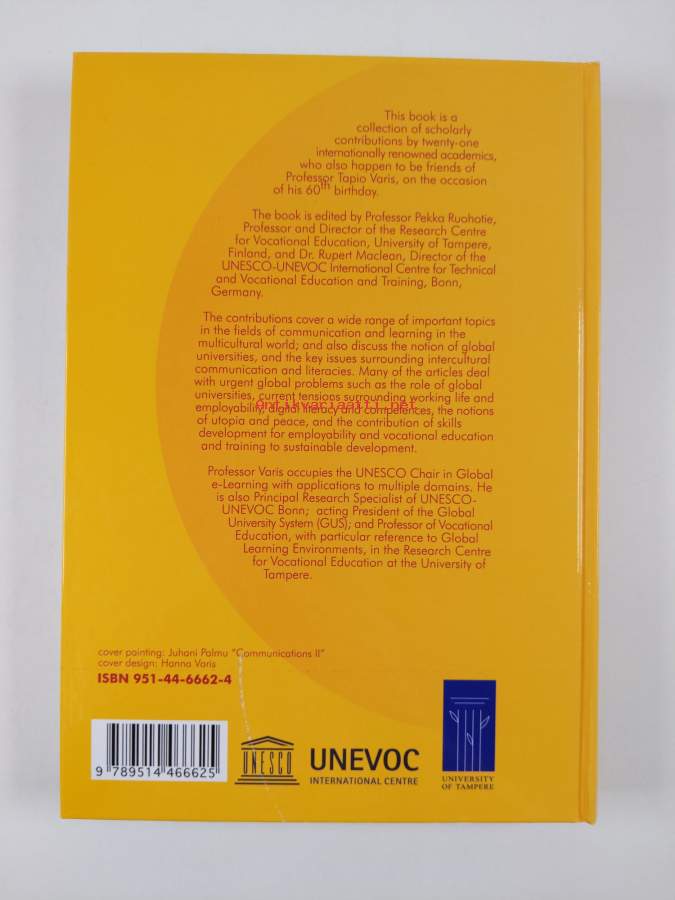 This book is a
collection of scholarly
contributions by twenty-one
internationally renowned academics,
who also happen to be friends of
Professor Tapio Varis, on the occasion
of his 60th birthday.
The book is edited by Professor Pekka Ruohotie,
Professor and Director of the Research Centre
for Vocational Education, University of Tampere,
Finland, and Dr. Rupert Maclean, Director of the
UNESCO-UNEVOC International Centre for Technical
and Vocational Education and Training, Bonn,
Germany.
The contributions cover a wide range of important topics
in the fields of communication and learning in the
multicultural world; and also discuss the notion of global
universities, and the key issues surrounding intercultural
communication and literacies. Many of the articles deal
with urgent global problems such as the role of global
universities, current tensions surrounding working life and
employability, digital literacy and competences, the notions
Antikvariaatti.net
of utopia and peace, and the contribution of skills
development for employability and vocational education
and training to sustainable development.
Professor Varis occupies the UNESCO Chair in Global
e-Learning with applications to multiple domains. He
is also Principal Research Specialist of UNESCO-
UNEVOC Bonn; acting President of the Global
University System (GUS); and Professor of Vocational
Education, with particular reference to Global
Learning Environments, in the Research Centre
for Vocational Education at the University of
Tampere.
cover painting: Juhani Palmu "Communications II"
cover design: Hanna Varis
ISBN 951-44-6662-4
9 789514 466625
UNESCO
UNEVOC
INTERNATIONAL CENTRE
UNIVERSITY
OF TAMPERE